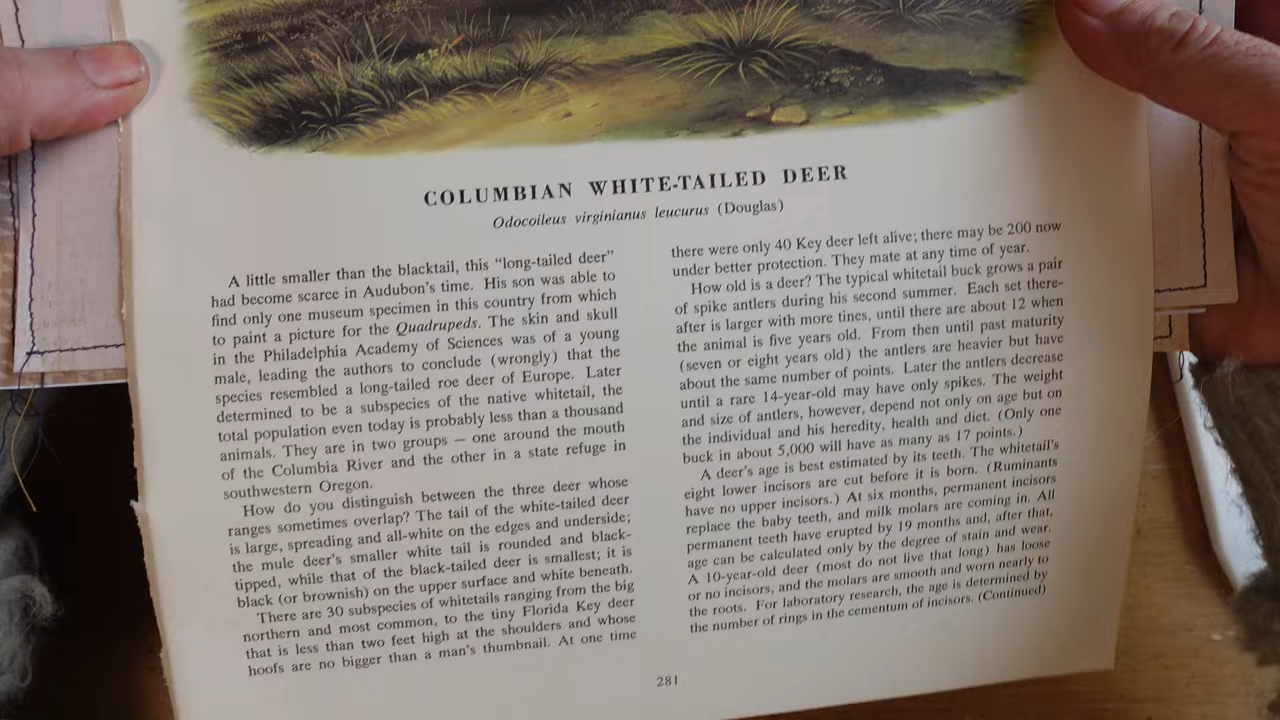 COLUMBIAN WHITE-TAILED DEER
Odocoileus virginianus leucurus (Douglas)
A little smaller than the blacktail, this “long-tailed deer”
had become scarce in Audubon's time. His son was able to
find only one museum specimen in this country from which
to paint a picture for the Quadrupeds. The skin and skull
in the Philadelphia Academy of Sciences was of a young
male, leading the authors to conclude (wrongly) that the
species resembled a long-tailed roe deer of Europe. Later
determined to be a subspecies of the native whitetail, the
total population even today is probably less than a thousand
animals. They are in two groups — one around the mouth
of the Columbia River and the other in a state refuge in
southwestern Oregon.
How do you distinguish between the three deer whose
ranges sometimes overlap? The tail of the white-tailed deer
is large, spreading and all-white on the edges and underside;
the mule deer's smaller white tail is rounded and black-
tipped, while that of the black-tailed deer is smallest; it is
black (or brownish) on the upper surface and white beneath.
There are 30 subspecies of whitetails ranging from the big
northern and most common, to the tiny Florida Key deer
that is less than two feet high at the shoulders and whose
hoofs are no bigger than a man's thumbnail. At one time
there were only 40 Key deer left alive; there may be 200 now
under better protection. They mate at any time of year.
How old is a deer? The typical whitetail buck grows a pair
of spike antlers during his second summer. Each set there-
after is larger with more tines, until there are about 12 when
the animal is five years old. From then until past maturity
(seven or eight years old) the antlers are heavier but have
about the same number of points. Later the antlers decrease
until a rare 14-year-old may have only spikes. The weight
and size of antlers, however, depend not only on age but on
the individual and his heredity, health and diet. (Only one
buck in about 5,000 will have as many as 17 points.)
A deer's age is best estimated by its teeth. The whitetail's
eight lower incisors are cut before it is born. (Ruminants
have no upper incisors.) At six months, permanent incisors
replace the baby teeth, and milk molars are coming in. All
permanent teeth have erupted by 19 months and, after that,
age can be calculated only by the degree of stain and wear.
A 10-year-old deer (most do not live that long) has loose
or no incisors, and the molars are smooth and worn nearly to
the roots. For laboratory research, the age is determined by
the number of rings in the cementum of incisors. (Continued)
281